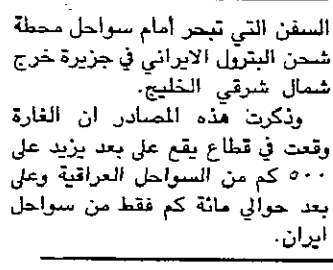 السفن التي تبحر أمام سواحل محطة
شحن البترول الايراني في جزيرة خرج
شمال شرقي الخليج.
وذكرت هذه المصادر ان الغارة
وقعت في قطاع يقع على بعد يزيد على
٥٠٠ كم من السواحل العراقية وعلى
بعد حوالي مائة كم فقط من سواحل
ايران.